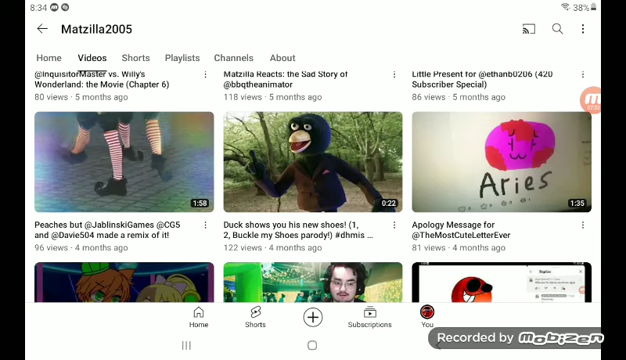 8:34
38%
Matzilla2005
Home Videos Shorts Playlists Channels About
@InquisitorMaster vs. Willy's
Wonderland: the Movie (Chapter 6)
80 views · 5 months ago
Matzilla Reacts: the Sad Story of
@bbqtheanimator
118 views · 5 months ago
Little Present for @ethanb0206 (420
Subscriber Special)
86 views · 5 months ago
1:58
0:22
Aries
1:35
Peaches but @JablinskiGames @CG5
and @Davie504 made a remix of it!
96 views · 4 months ago
Duck shows you his new shoes! (1,
2, Buckle my Shoes parody!) #dhmis ...
122 views · 4 months ago
Apology Message for
@TheMostCuteLetterEver
81 views · 4 months ago
Home Shorts Subscriptions You
Recorded by mobizen